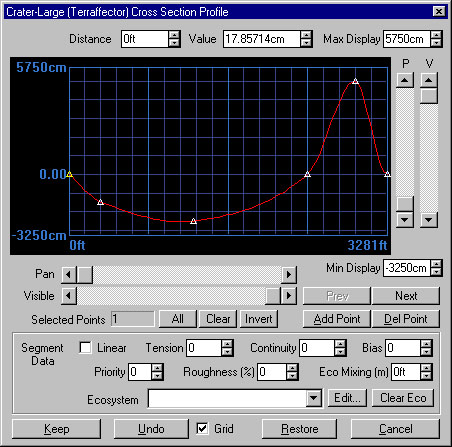 Crater-Large (Terraffector) Cross Section Profile
Distance 0ft Value 17.85714cm Max Display 5750cm
P V
5750cm
0.00
-3250cm
0ft 3281ft
Min Display -3250cm
Pan
Visible
Prev Next
Selected Points 1 All Clear Invert Add Point Del Point
Segment Data Linear Tension 0 Continuity 0 Bias 0
Priority 0 Roughness (%) 0 Eco Mixing (m) 0ft
Ecosystem Edit... Clear Eco
Keep Undo Grid Restore Cancel